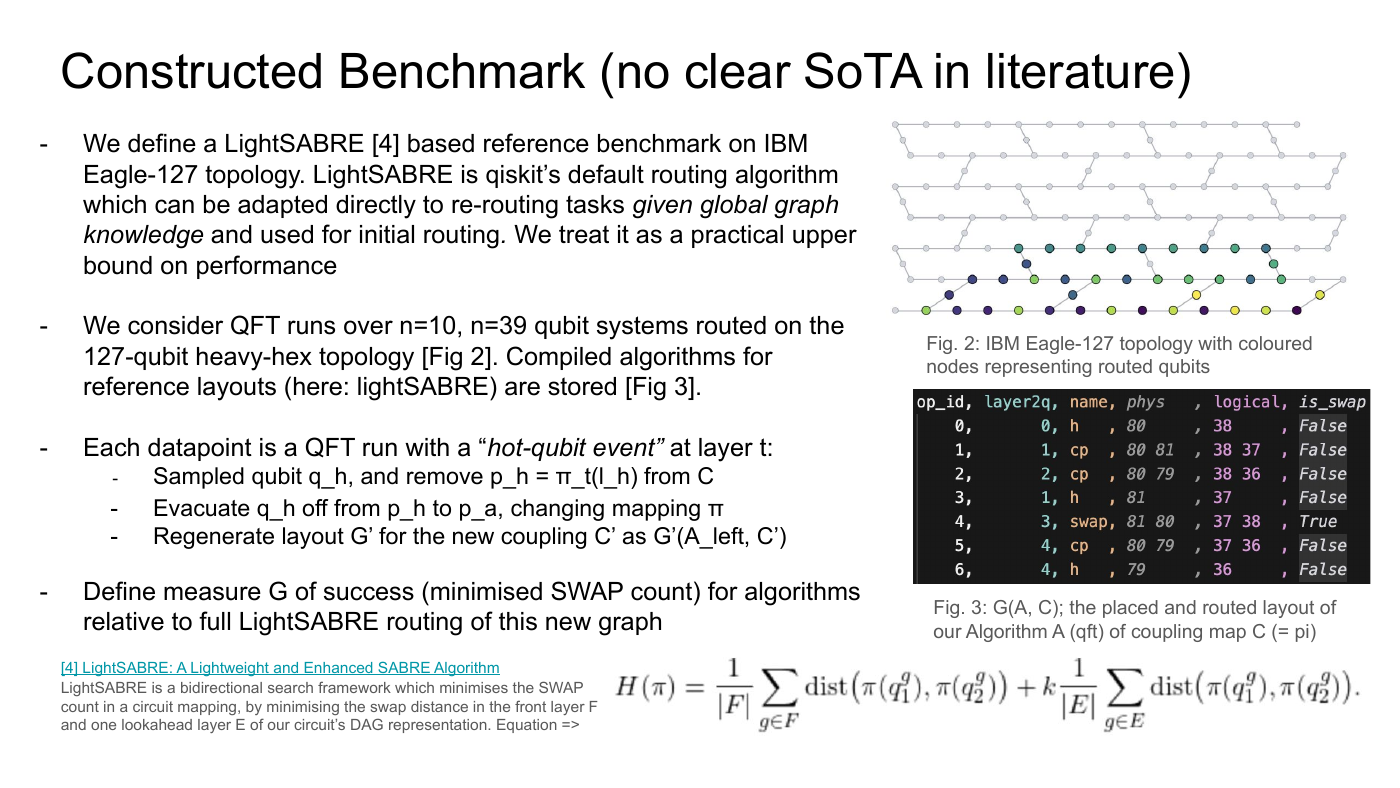 Constructed Benchmark (no clear SoTA in literature)
- We define a LightSABRE [4] based reference benchmark on IBM
Eagle-127 topology. LightSABRE is qiskit's default routing algorithm
which can be adapted directly to re-routing tasks given global graph
knowledge and used for initial routing. We treat it as a practical upper
bound on performance
- We consider QFT runs over n=10, n=39 qubit systems routed on the
127-qubit heavy-hex topology [Fig 2]. Compiled algorithms for
reference layouts (here: lightSABRE) are stored [Fig 3].
- Each datapoint is a QFT run with a “hot-qubit event” at layer t:
- Sampled qubit q_h, and remove p_h = π_t(l_h) from C
- Evacuate q_h off from p_h to p_a, changing mapping π
- Regenerate layout G’ for the new coupling C’ as G’(A_left, C’)
- Define measure G of success (minimised SWAP count) for algorithms
relative to full LightSABRE routing of this new graph
[4] LightSABRE: A Lightweight and Enhanced SABRE Algorithm
LightSABRE is a bidirectional search framework which minimises the SWAP
count in a circuit mapping, by minimising the swap distance in the front layer F
and one lookahead layer E of our circuit’s DAG representation. Equation =>
Fig. 2: IBM Eagle-127 topology with coloured
nodes representing routed qubits
op_id, layer2q, name, phys , logical, is_swap
0, 0, h , 80 , 38 , False
1, 1, cp , 80 81 , 38 37 , False
2, 2, cp , 80 79 , 38 36 , False
3, 1, h , 81 , 37 , False
4, 3, swap, 81 80 , 37 38 , True
5, 4, cp , 80 79 , 37 36 , False
6, 4, h , 79 , 36 , False
Fig. 3: G(A, C); the placed and routed layout of
our Algorithm A (qft) of coupling map C (= pi)
H(π) = 1/|F| ∑_{g∈F} dist(π(q_1^g), π(q_2^g)) + k 1/|E| ∑_{g∈E} dist(π(q_1^g), π(q_2^g)).